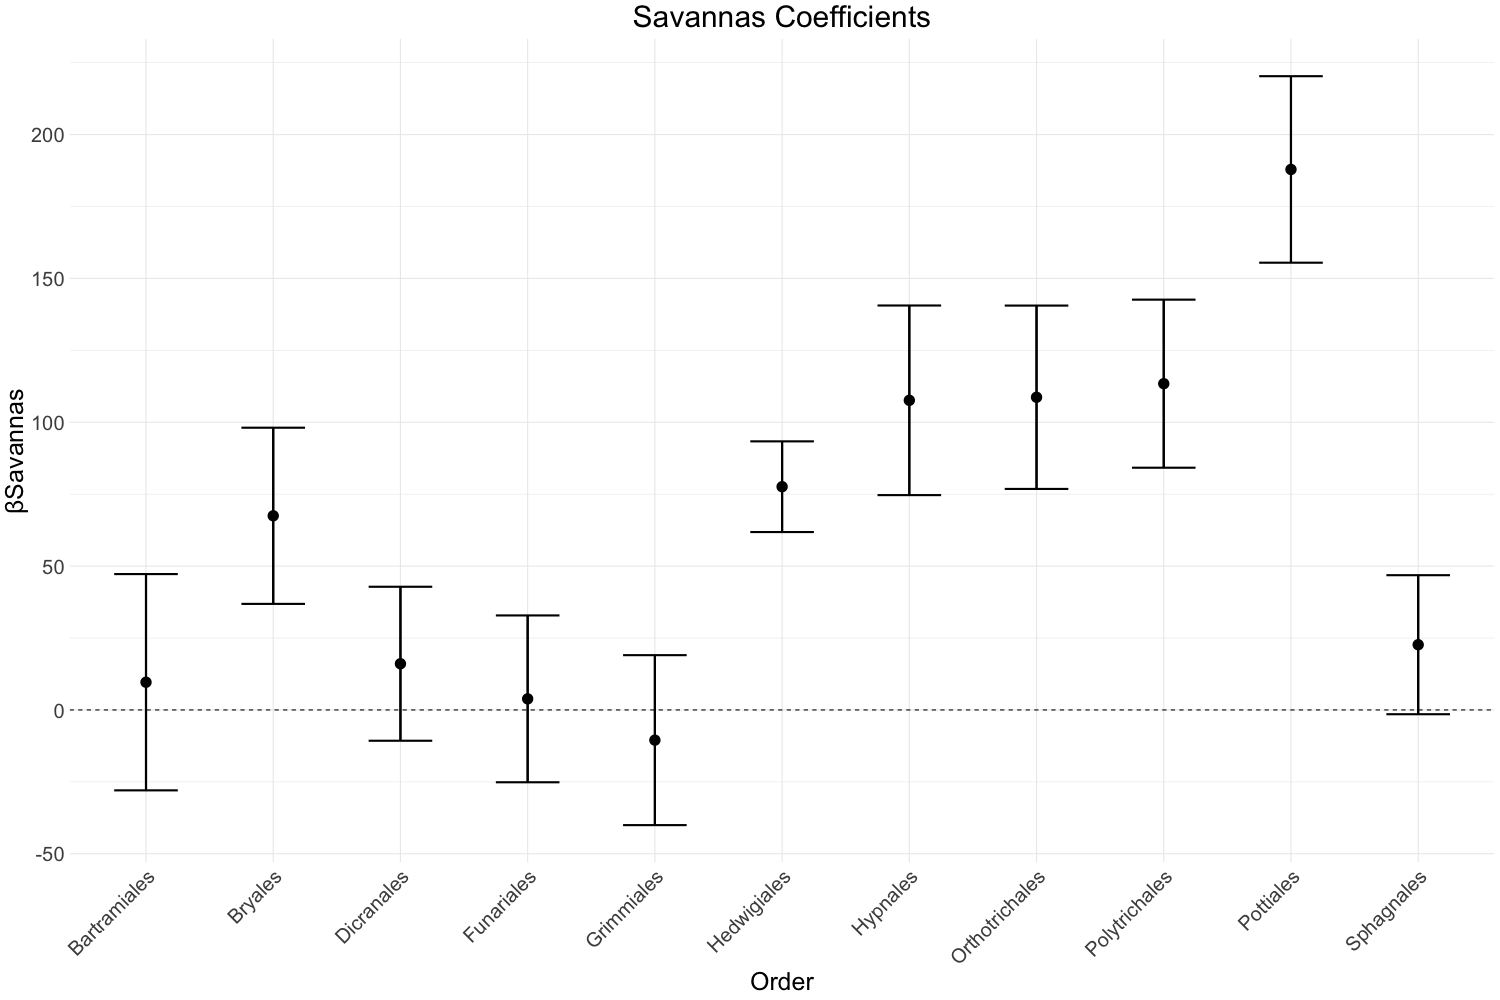 Savannas Coefficients
βSavannas
200
150
100
50
0
-50
Bartramiales
Bryales
Dicranales
Funariales
Grimmiales
Hedwigiales
Hypnales
Orthotrichales
Polytrichales
Pottiales
Sphagnales
Order